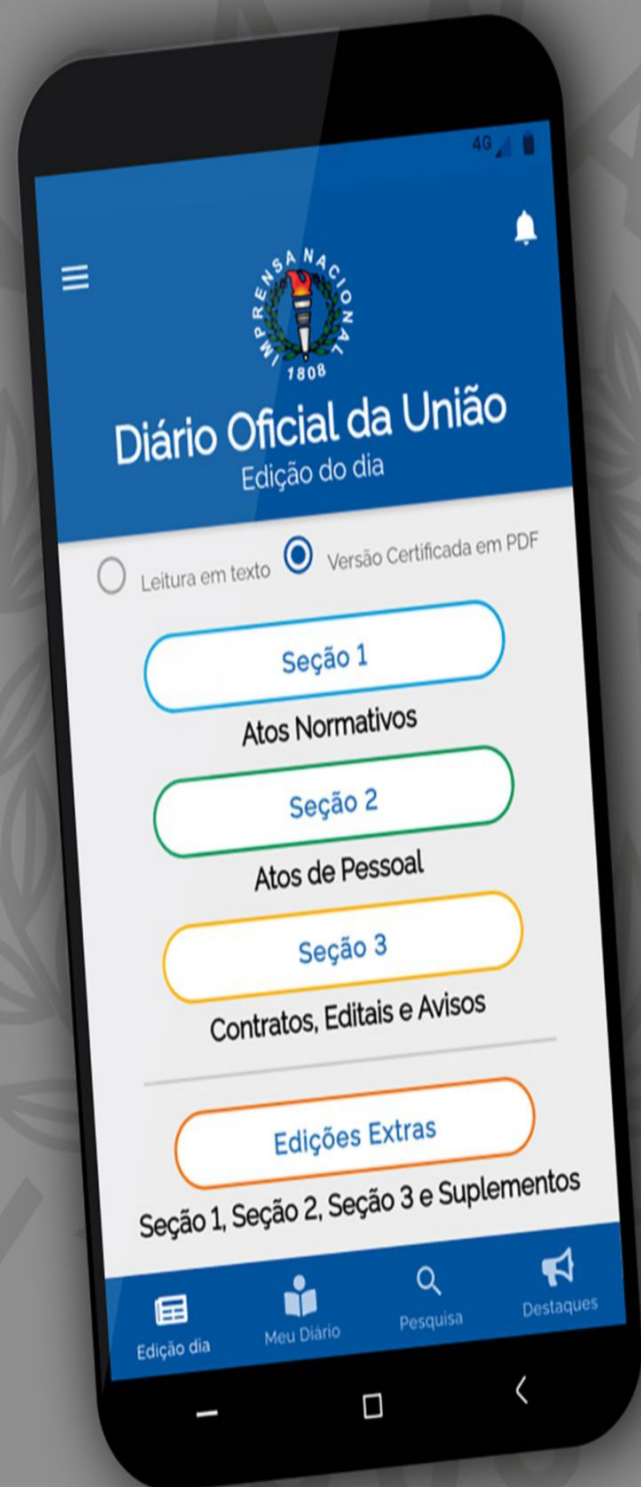 4G
IMPRENSA NACIONAL
1808
Diário Oficial da União
Edição do dia
Leitura em texto Versão Certificada em PDF
Seção 1
Atos Normativos
Seção 2
Atos de Pessoal
Seção 3
Contratos, Editais e Avisos
Edições Extras
Seção 1, Seção 2, Seção 3 e Suplementos
Edição dia Meu Diário Pesquisa Destaques